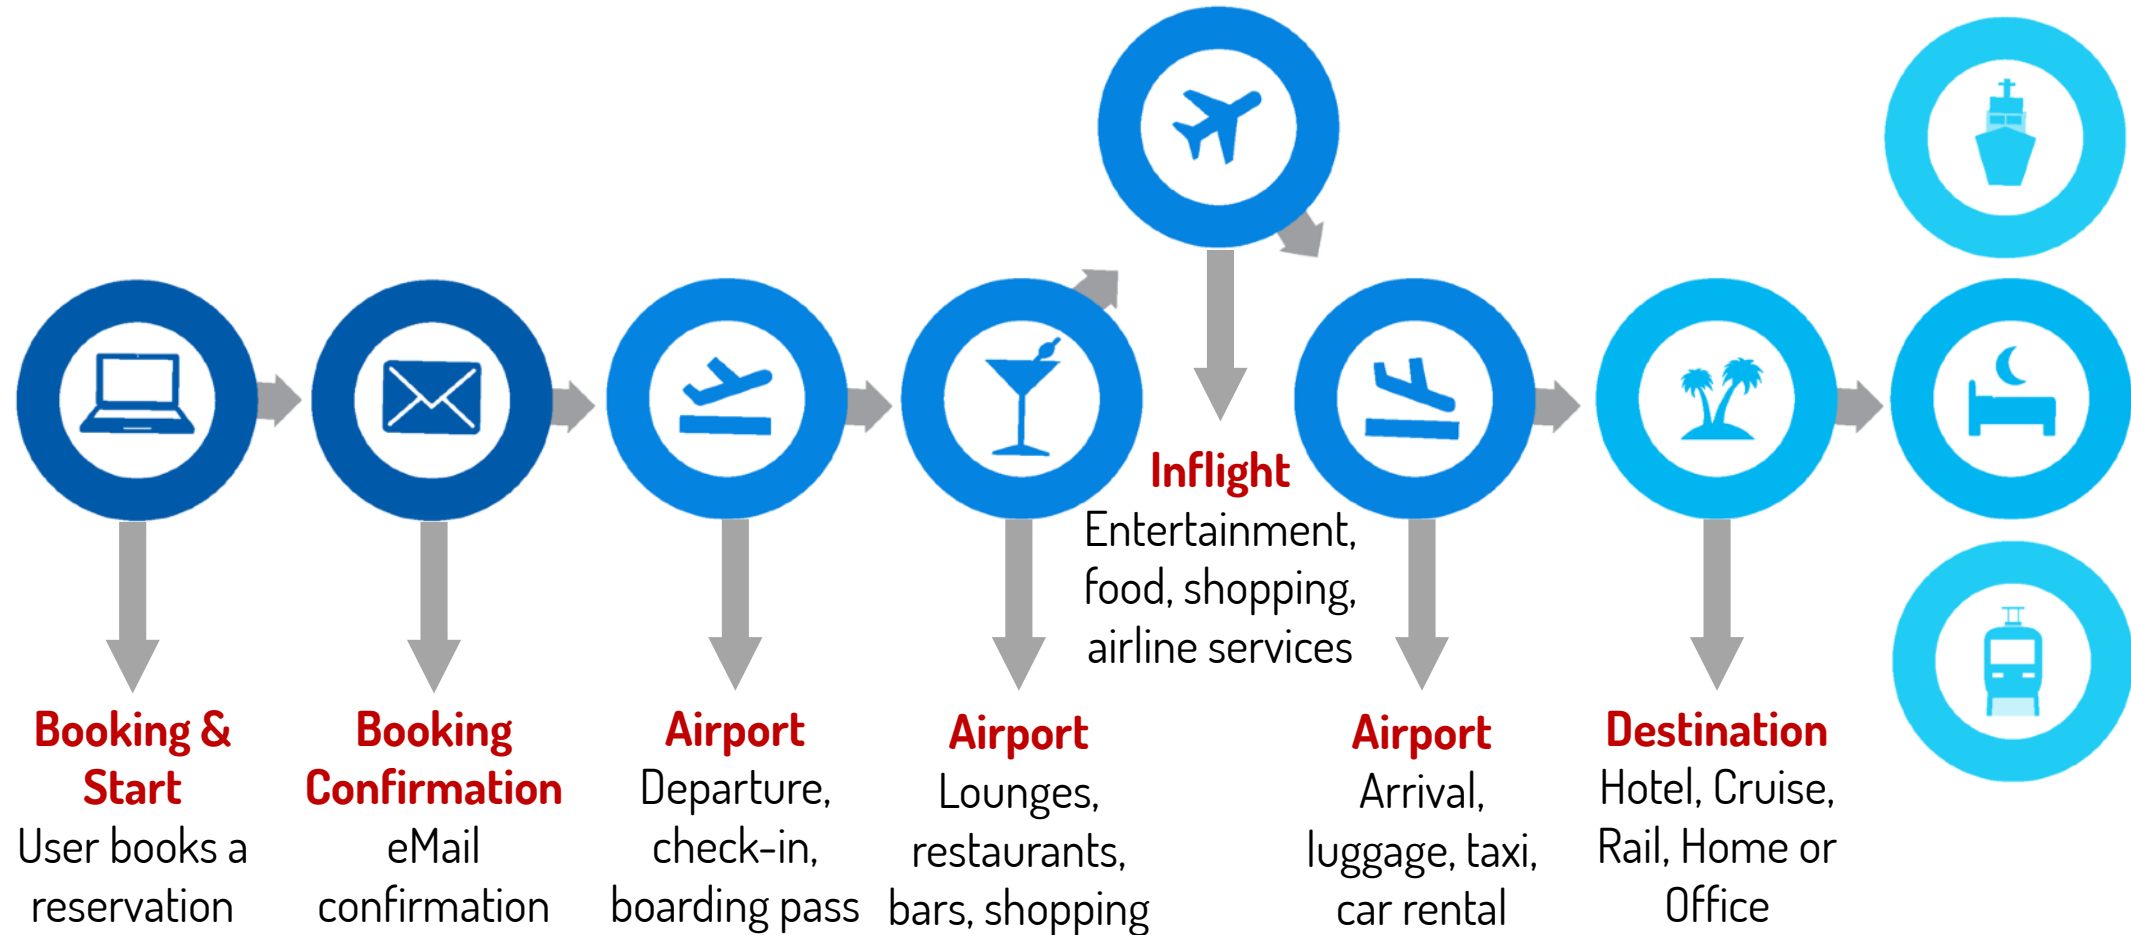 Booking &
Start
User books a
reservation
Booking
Confirmation
eMail
confirmation
Airport
Departure,
check-in,
boarding pass
Airport
Lounges,
restaurants,
bars, shopping
Inflight
Entertainment,
food, shopping,
airline services
Airport
Arrival,
luggage, taxi,
car rental
Destination
Hotel, Cruise,
Rail, Home or
Office